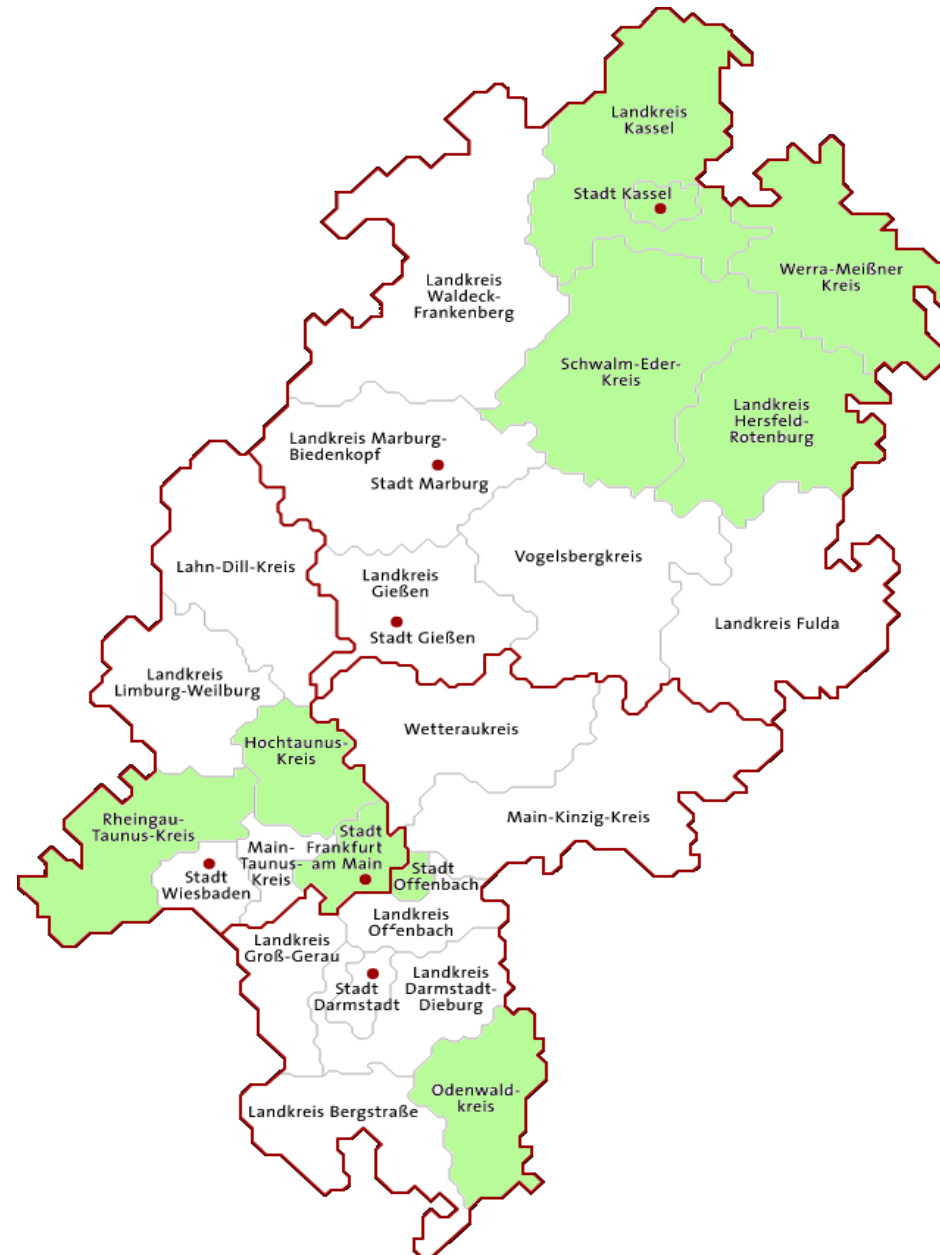 Landkreis
Kassel
Stadt Kassel
Werra-Meißner
Kreis
Landkreis
Waldeck-
Frankenberg
Schwalm-Eder-
Kreis
Landkreis
Hersfeld-
Rotenburg
Landkreis Marburg-
Biedenkopf
Stadt Marburg
Lahn-Dill-Kreis
Landkreis
Gießen
Stadt Gießen
Vogelsbergkreis
Landkreis Fulda
Landkreis
Limburg-Weilburg
Hochtaunus-
Kreis
Wetteraukreis
Main-Kinzig-Kreis
Rheingau-
Taunus-Kreis
Main-
Taunus-
Kreis
Stadt
Frankfurt
am Main
Stadt
Offenbach
Stadt
Wiesbaden
Landkreis
Offenbach
Landkreis
Groß-Gerau
Stadt
Darmstadt
Landkreis
Darmstadt-
Dieburg
Odenwald-
kreis
Landkreis Bergstraße